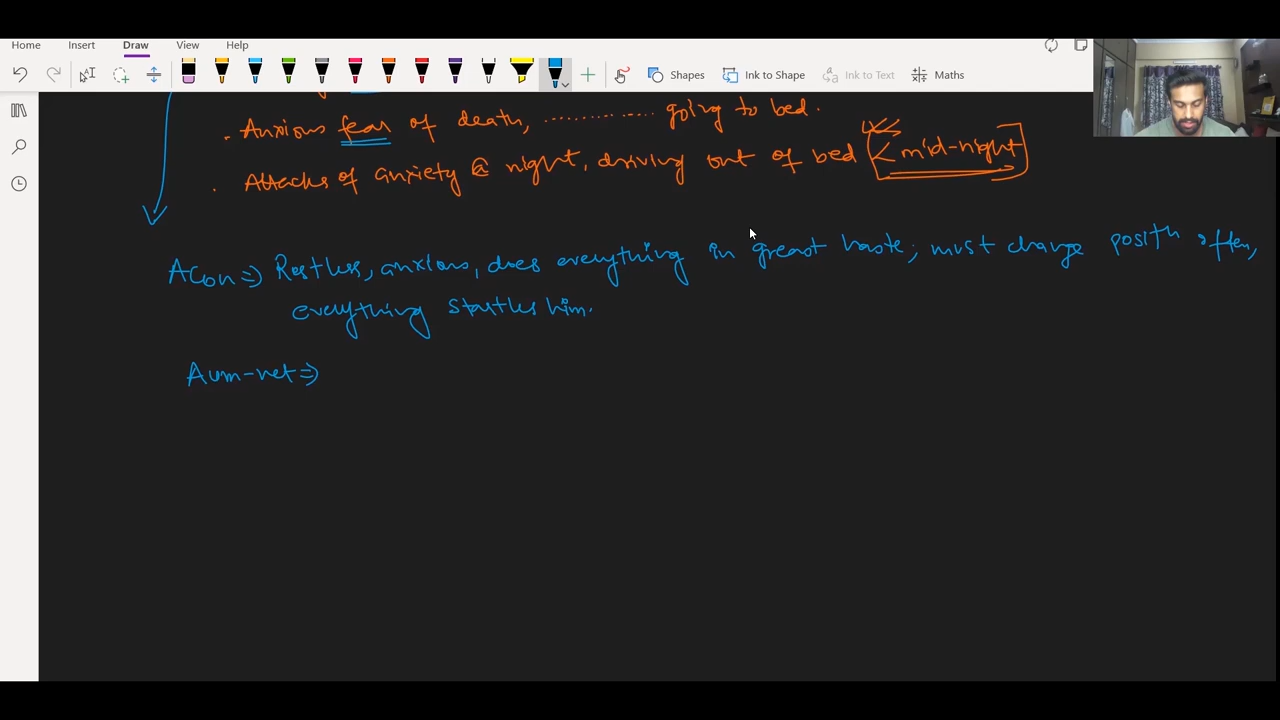 Home Insert Draw View Help
Shapes Ink to Shape Ink to Text Maths
. Anxious fear of death, ............. going to bed.
. Attacks of anxiety @ night, driving out of bed < mid-night
Acon => Restless, anxious, does everything in great haste; must change posith often,
everything startles him.
Aum-net =>